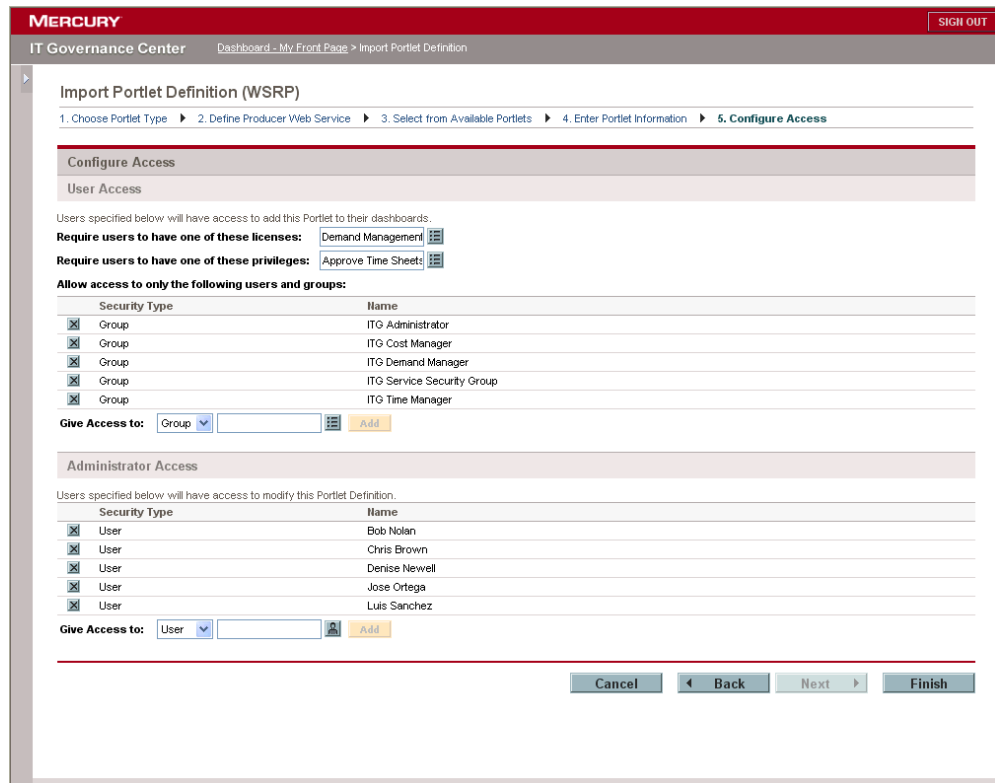 MERCURY
SIGN OUT
IT Governance Center
Dashboard - My Front Page > Import Portlet Definition
Import Portlet Definition (WSRP)
1. Choose Portlet Type 2. Define Producer Web Service 3. Select from Available Portlets 4. Enter Portlet Information 5. Configure Access
Configure Access
User Access
Users specified below will have access to add this Portlet to their dashboards.
Require users to have one of these licenses: Demand Management
Require users to have one of these privileges: Approve Time Sheets
Allow access to only the following users and groups:
Security Type Name
Group ITG Administrator
Group ITG Cost Manager
Group ITG Demand Manager
Group ITG Service Security Group
Group ITG Time Manager
Give Access to: Group Add
Administrator Access
Users specified below will have access to modify this Portlet Definition.
Security Type Name
User Bob Nolan
User Chris Brown
User Denise Newell
User Jose Ortega
User Luis Sanchez
Give Access to: User Add
Cancel Back Next Finish